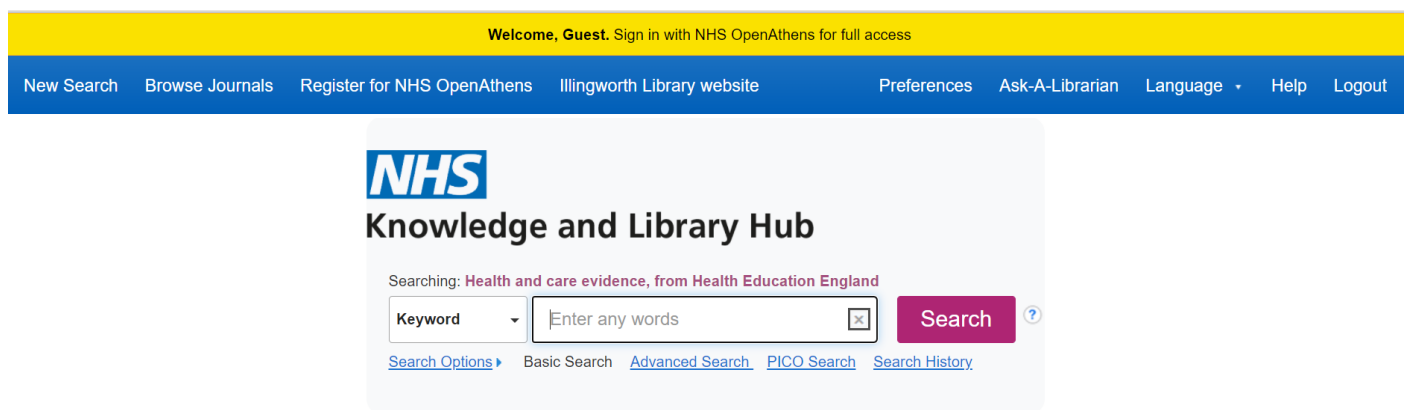 Welcome, Guest. Sign in with NHS OpenAthens for full access
New Search Browse Journals Register for NHS OpenAthens Illingworth Library website Preferences Ask-A-Librarian Language Help Logout
NHS
Knowledge and Library Hub
Searching: Health and care evidence, from Health Education England
Keyword Enter any words Search ?
Search Options Basic Search Advanced Search PICO Search Search History